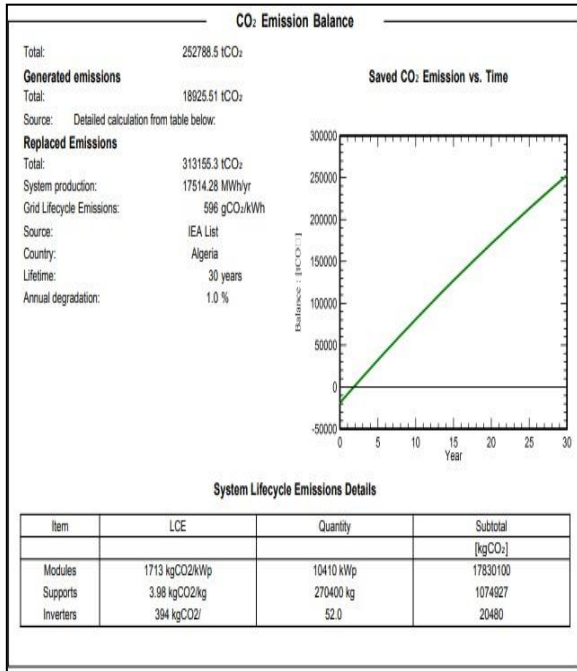 CO₂ Emission Balance
Total: 252788.5 tCO₂
Generated emissions
Total: 18925.51 tCO₂
Source: Detailed calculation from table below:
Replaced Emissions
Total: 313155.3 tCO₂
System production: 17514.28 MWh/yr
Grid Lifecycle Emissions: 596 gCO₂/kWh
Source: IEA List
Country: Algeria
Lifetime: 30 years
Annual degradation: 1.0 %
Saved CO₂ Emission vs. Time
300000
250000
200000
150000
100000
50000
0
-50000
Balance : [tCO□]
0 5 10 15 20 25 30
Year
System Lifecycle Emissions Details
Item LCE Quantity Subtotal
[kgCO₂]
Modules 1713 kgCO2/kWp 10410 kWp 17830100
Supports 3.98 kgCO2/kg 270400 kg 1074927
Inverters 394 kgCO2/ 52.0 20480